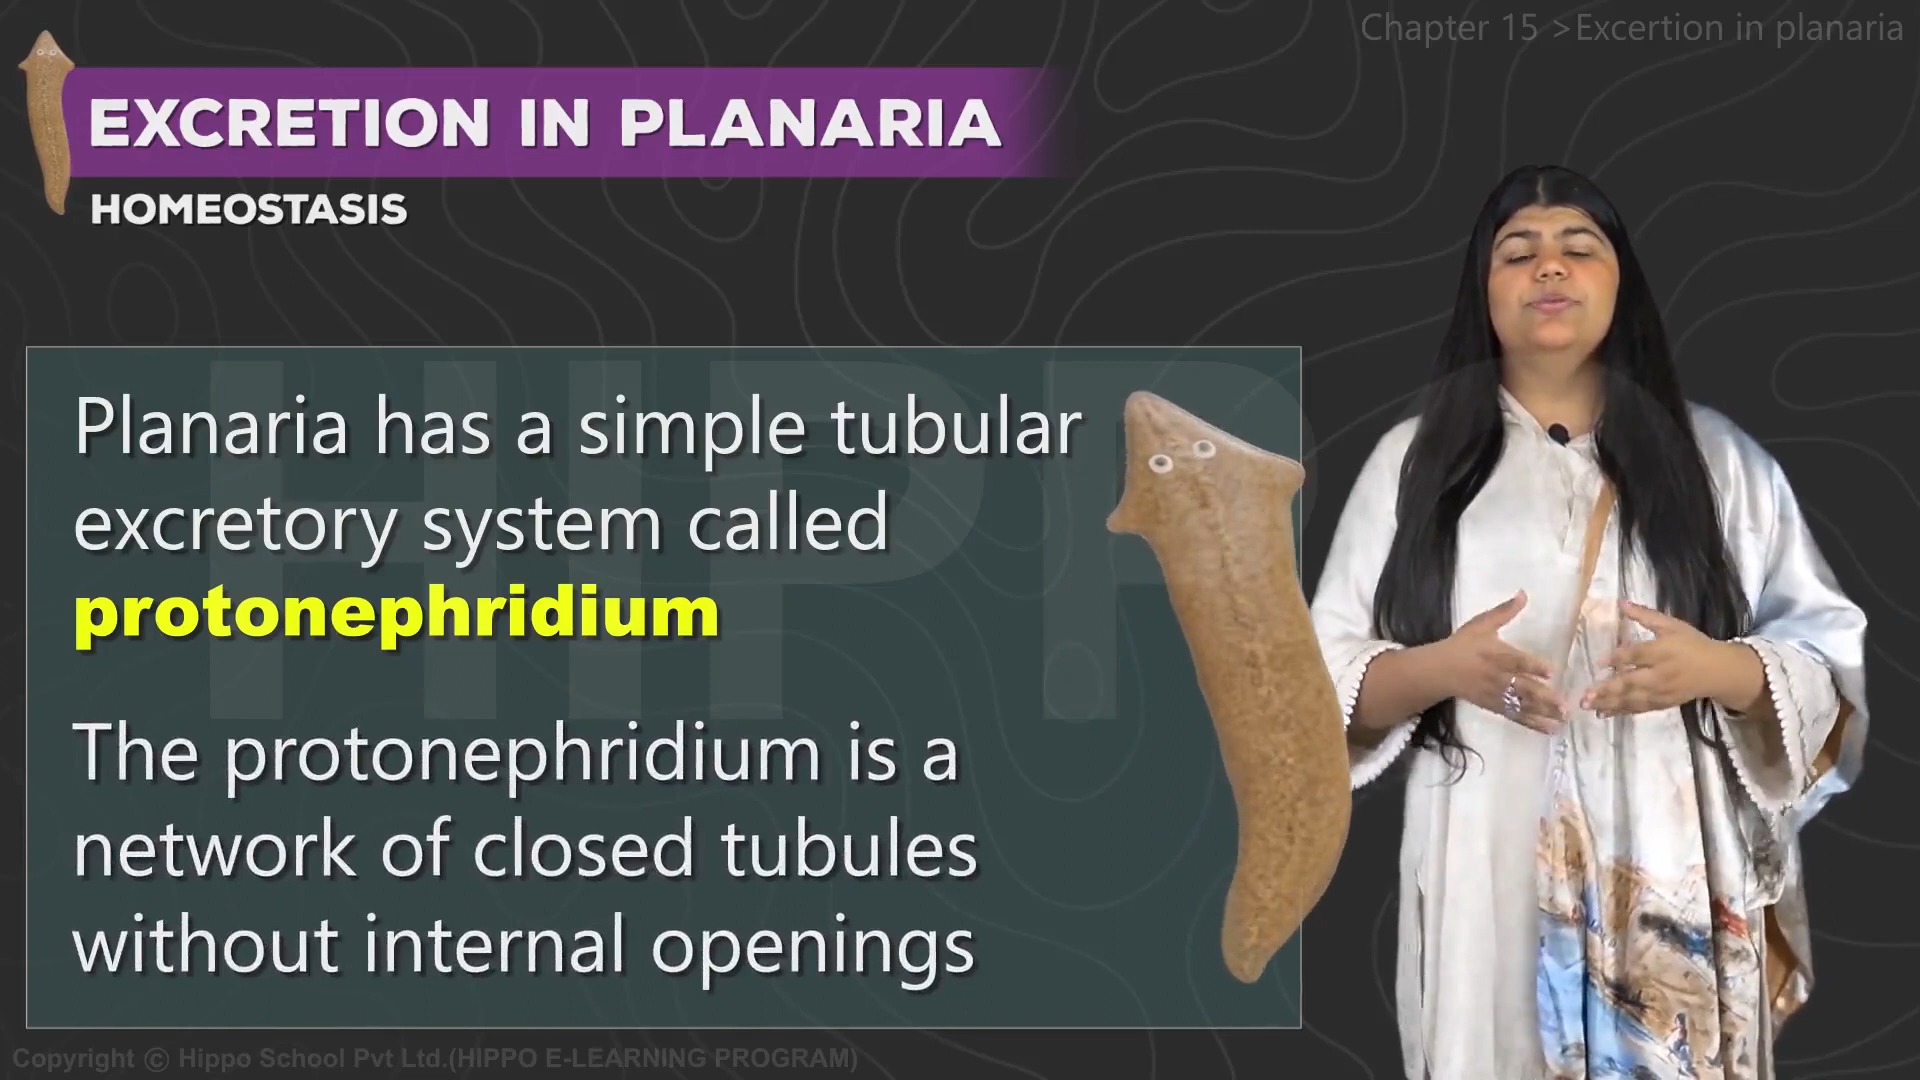 Chapter 15 >Excertion in planaria
EXCRETION IN PLANARIA
HOMEOSTASIS
Planaria has a simple tubular
excretory system called
protonephridium
The protonephridium is a
network of closed tubules
without internal openings
HIPP
Copyright © Hippo School Pvt Ltd.(HIPPO E-LEARNING PROGRAM)